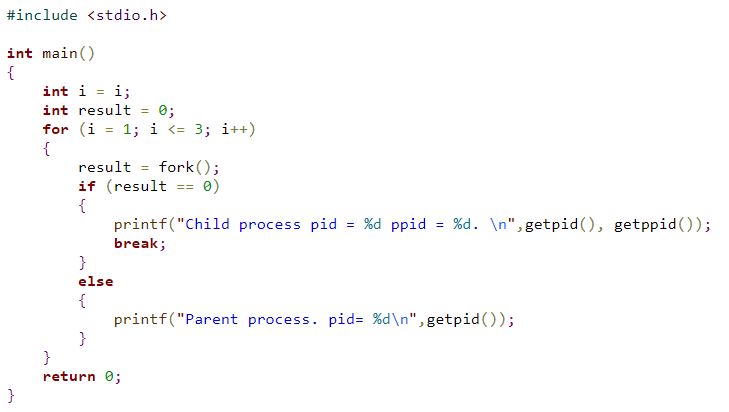 #include <stdio.h>

int main()
{
    int i = i;
    int result = 0;
    for (i = 1; i <= 3; i++)
    {
        result = fork();
        if (result == 0)
        {
            printf("Child process pid = %d ppid = %d. \n",getpid(), getppid());
            break;
        }
        else
        {
            printf("Parent process. pid= %d\n",getpid());
        }
    }
    return 0;
}